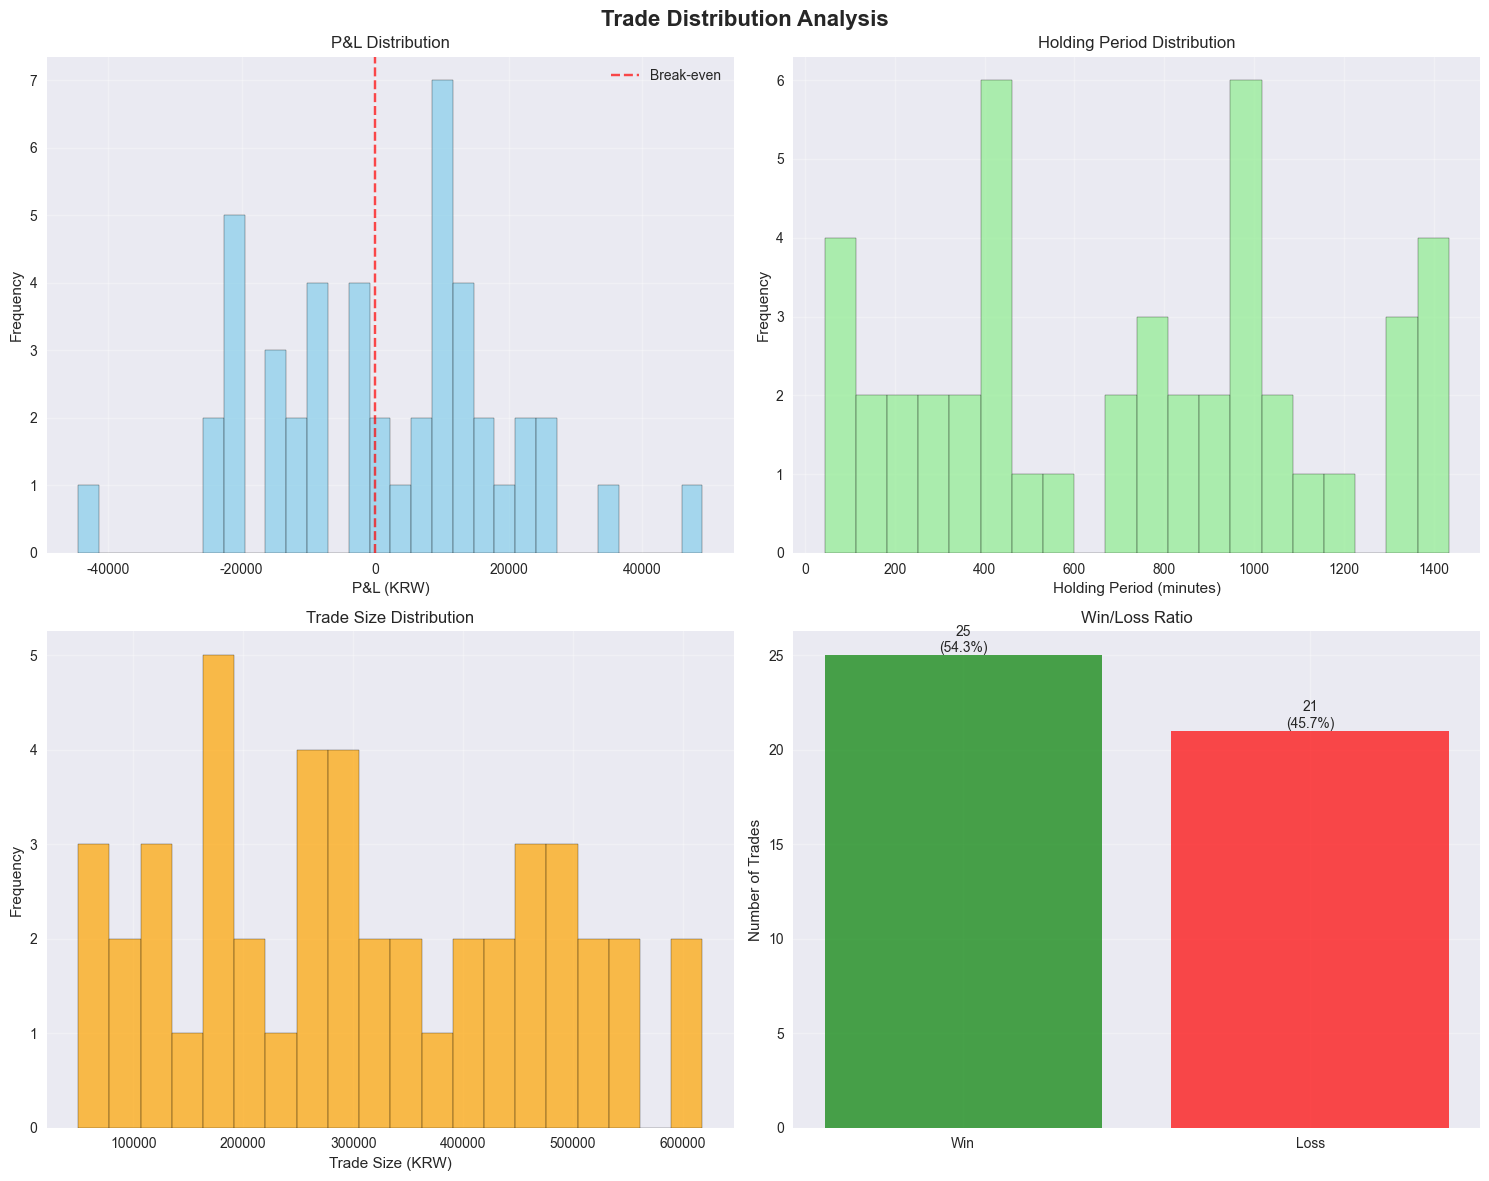 Trade Distribution Analysis
P&L Distribution
Frequency
7
6
5
4
3
2
1
0
Break-even
-40000 -20000 0 20000 40000
P&L (KRW)
Holding Period Distribution
Frequency
6
5
4
3
2
1
0
0 200 400 600 800 1000 1200 1400
Holding Period (minutes)
Trade Size Distribution
Frequency
5
4
3
2
1
0
100000 200000 300000 400000 500000 600000
Trade Size (KRW)
Win/Loss Ratio
Number of Trades
25
20
15
10
5
0
25
(54.3%)
21
(45.7%)
Win Loss